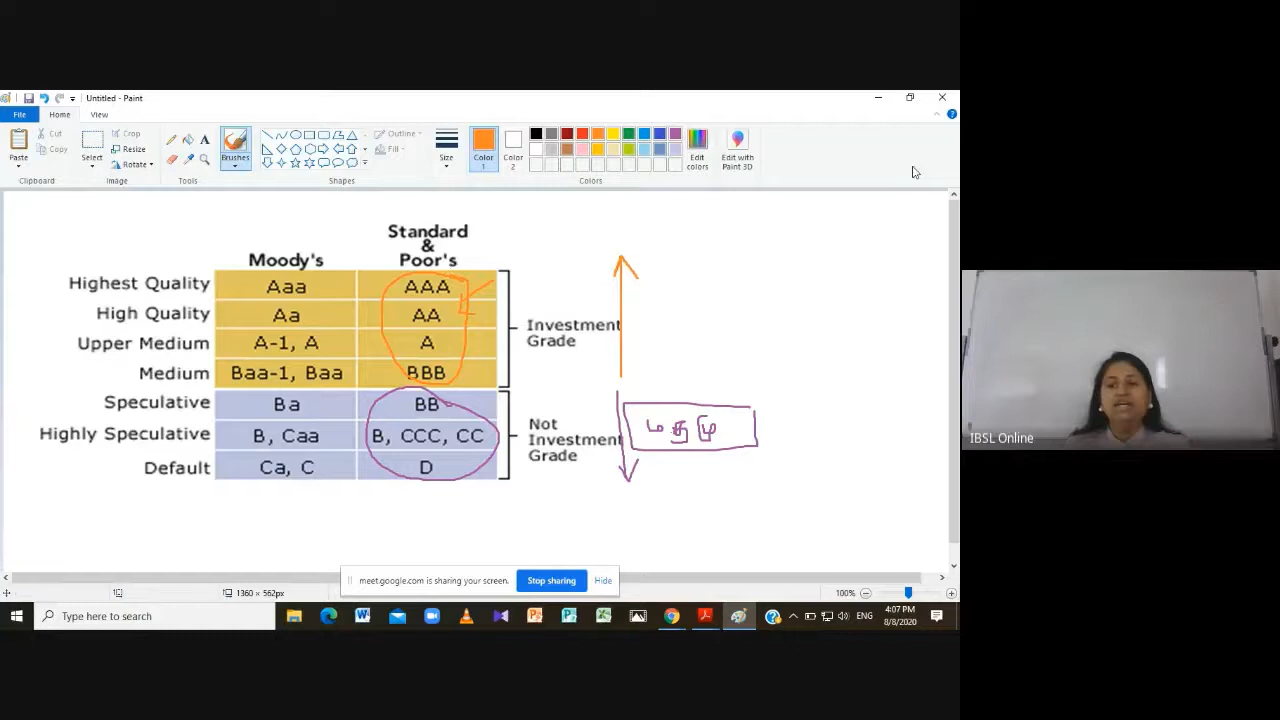 Untitled - Paint
File Home View
Paste
Cut
Copy
Clipboard
Select
Crop
Resize
Rotate
Image
Tools
Brushes
Shapes
Outline
Fill
Size
Color 1
Color 2
Colors
Edit colors
Edit with Paint 3D
Moody's
Standard & Poor's
Highest Quality Aaa AAA
High Quality Aa AA
Upper Medium A-1, A A
Medium Baa-1, Baa BBB
Investment Grade
Speculative Ba BB
Highly Speculative B, Caa B, CCC, CC
Default Ca, C D
Not Investment Grade
IBSL Online
meet.google.com is sharing your screen. Stop sharing Hide
1360 × 562px
100%
Type here to search
ENG
4:07 PM
8/8/2020